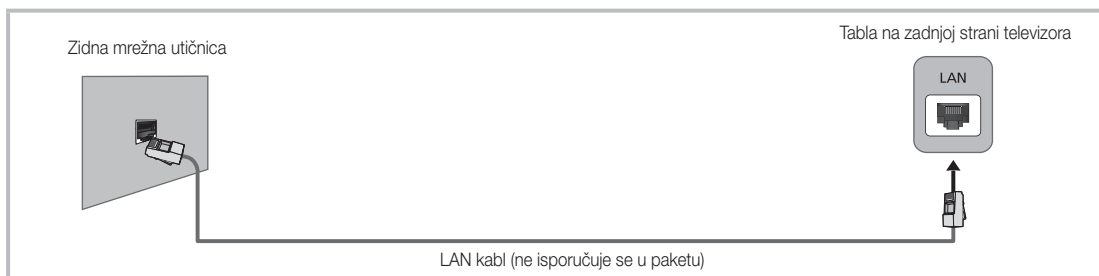 Zidna mrežna utičnica
Tabla na zadnjoj strani televizora
LAN
LAN kabl (ne isporučuje se u paketu)